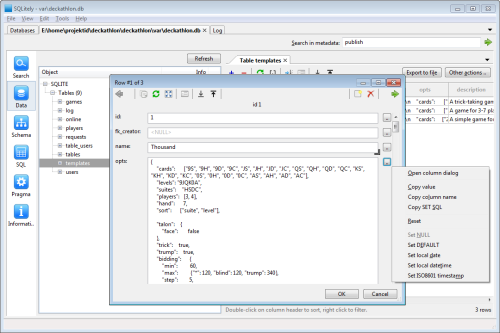 SQLitely - var\deckathlon.db
File View Edit Tools Help
Databases E:\home\projektid\deckathlon\deckathlon\var\deckathlon.db Log
Search in metadata: publish
Refresh
Table templates
Search
Data
Schema
SQL
Pragma
Informati...
Object Info
SQLITE
Tables (9)
games
log
online
players
requests
table_users
tables
templates
users
Export to file Other actions ..
opts description
"cards": A trick-taking gam
"cards": A game for 3-7 pla
"cards": A simple game for
Row #1 of 3
id 1
id: 1
fk_creator: <NULL>
name: Thousand
opts: {
"cards": ["9S", "9H", "9D", "9C", "JS", "JH", "JD", "JC", "QS", "QH", "QD", "QC", "KS",
"KH", "KD", "KC", "0S", "0H", "0D", "0C", "AS", "AH", "AD", "AC"],
"levels": "9JQK0A",
"suites": "HSDC",
"players": [3, 4],
"hand": 7,
"sort": ["suite", "level"],
"talon": {
"face": false
},
"trick": true,
"trump": true,
"bidding": {
"min": 60,
"max": {"*":120, "blind":120, "trump":340},
"step": 5,
OK Cancel
Open column dialog
Copy value
Copy column name
Copy SET SQL
Reset
Set NULL
Set DEFAULT
Set local date
Set local datetime
Set ISO8601 timestamp
Double-click on column header to sort, right click to filter. 3 rows